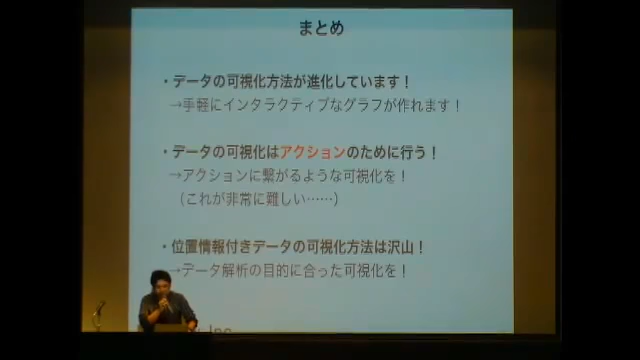 まとめ
・データの可視化方法が進化しています！
→手軽にインタラクティブなグラフが作れます！
・データの可視化はアクションのために行う！
→アクションに繋がるような可視化を！
（これが非常に難しい……）
・位置情報付きデータの可視化方法は沢山！
→データ解析の目的に合った可視化を！
Inc